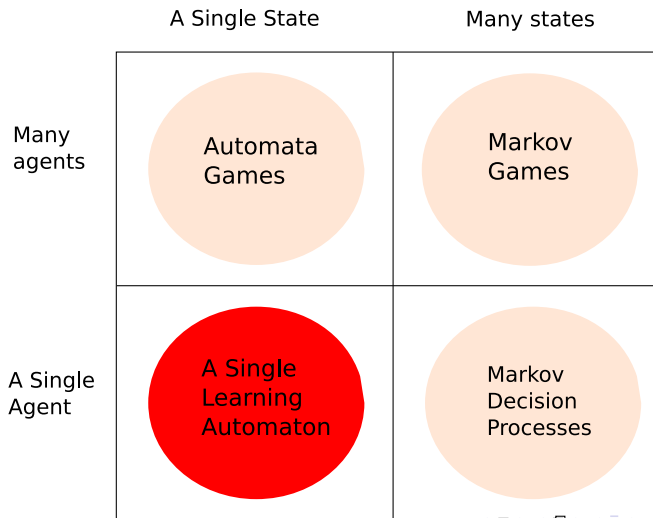 A Single State
Many states
Many
agents
Automata
Games
Markov
Games
A Single
Agent
A Single
Learning
Automaton
Markov
Decision
Processes